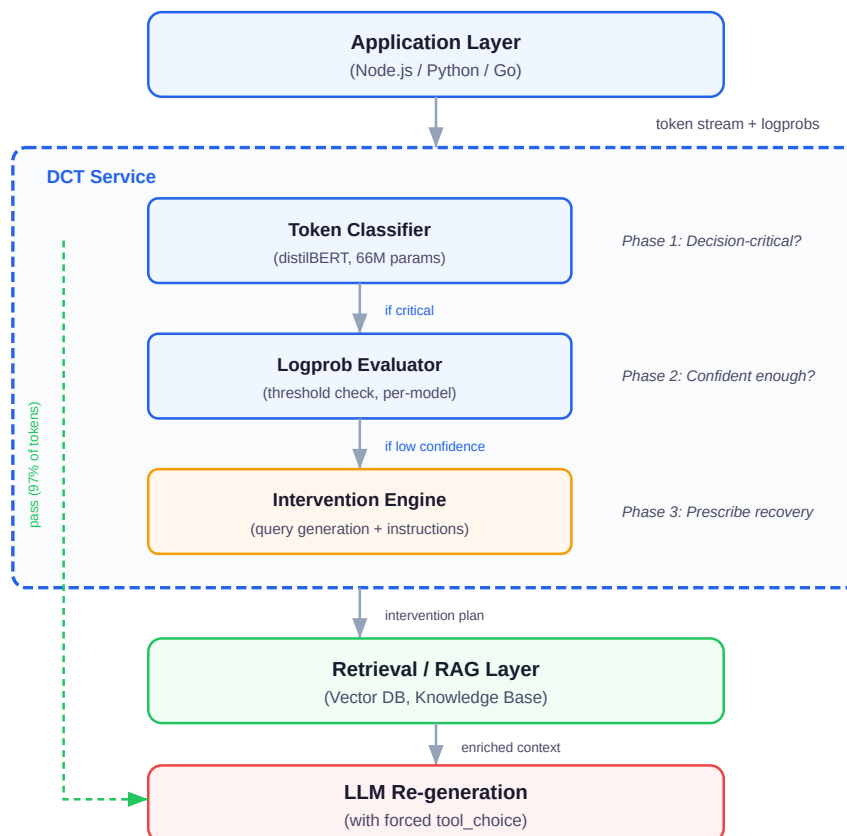 Application Layer
(Node.js / Python / Go)
token stream + logprobs
DCT Service
Token Classifier
(distilBERT, 66M params)
Phase 1: Decision-critical?
if critical
Logprob Evaluator
(threshold check, per-model)
Phase 2: Confident enough?
pass (97% of tokens)
if low confidence
Intervention Engine
(query generation + instructions)
Phase 3: Prescribe recovery
intervention plan
Retrieval / RAG Layer
(Vector DB, Knowledge Base)
enriched context
LLM Re-generation
(with forced tool_choice)